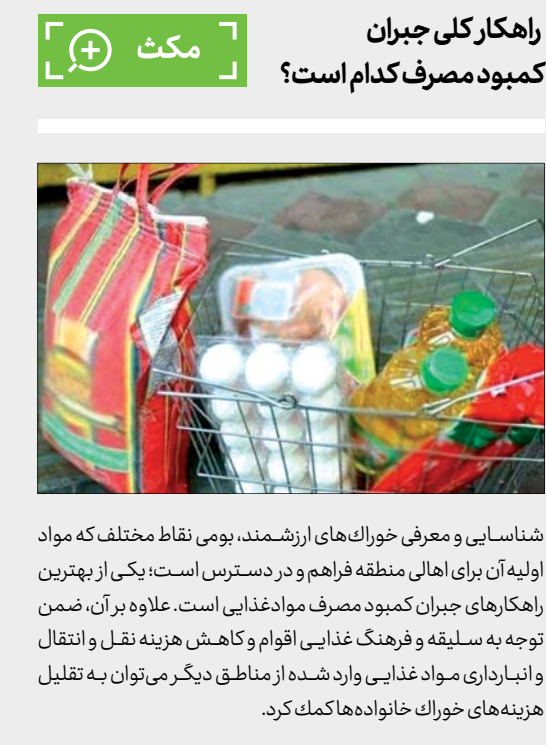 راهکار کلی جبران
کمبود مصرف کدام است؟
مکث
شناسایی و معرفی خوراك‌های ارزشمند، بومی نقاط مختلف که مواد
اولیه آن برای اهالی منطقه فراهم و در دسترس است؛ یکی از بهترین
راهکارهای جبران کمبود مصرف موادغذایی است. علاوه بر آن، ضمن
توجه به سلیقه و فرهنگ غذایی اقوام و کاهش هزینه نقل و انتقال
و انبارداری مواد غذایی وارد شده از مناطق دیگر می‌توان به تقلیل
هزینه‌های خوراك خانواده‌ها کمك کرد.